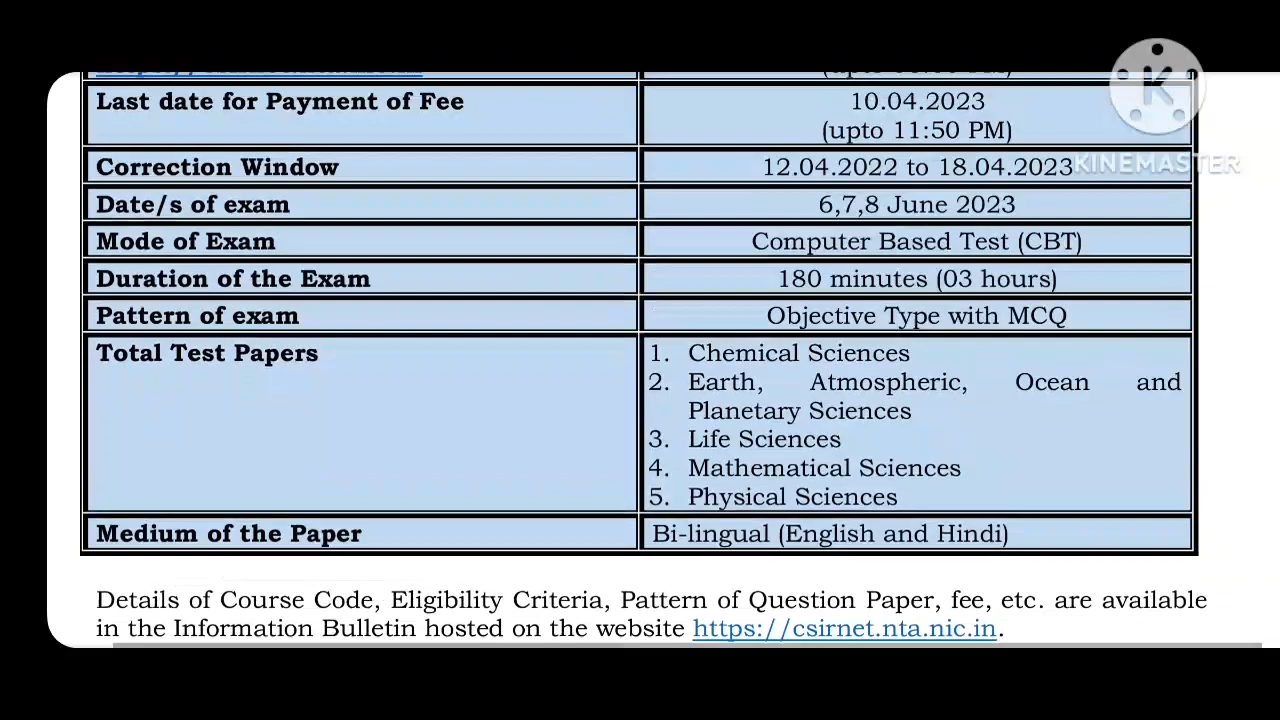 Last date for Payment of Fee
10.04.2023
(upto 11:50 PM)
Correction Window
12.04.2022 to 18.04.2023
KINEMASTER
Date/s of exam
6,7,8 June 2023
Mode of Exam
Computer Based Test (CBT)
Duration of the Exam
180 minutes (03 hours)
Pattern of exam
Objective Type with MCQ
Total Test Papers
1. Chemical Sciences
2. Earth, Atmospheric, Ocean and
Planetary Sciences
3. Life Sciences
4. Mathematical Sciences
5. Physical Sciences
Medium of the Paper
Bi-lingual (English and Hindi)
Details of Course Code, Eligibility Criteria, Pattern of Question Paper, fee, etc. are available
in the Information Bulletin hosted on the website https://csirnet.nta.nic.in.